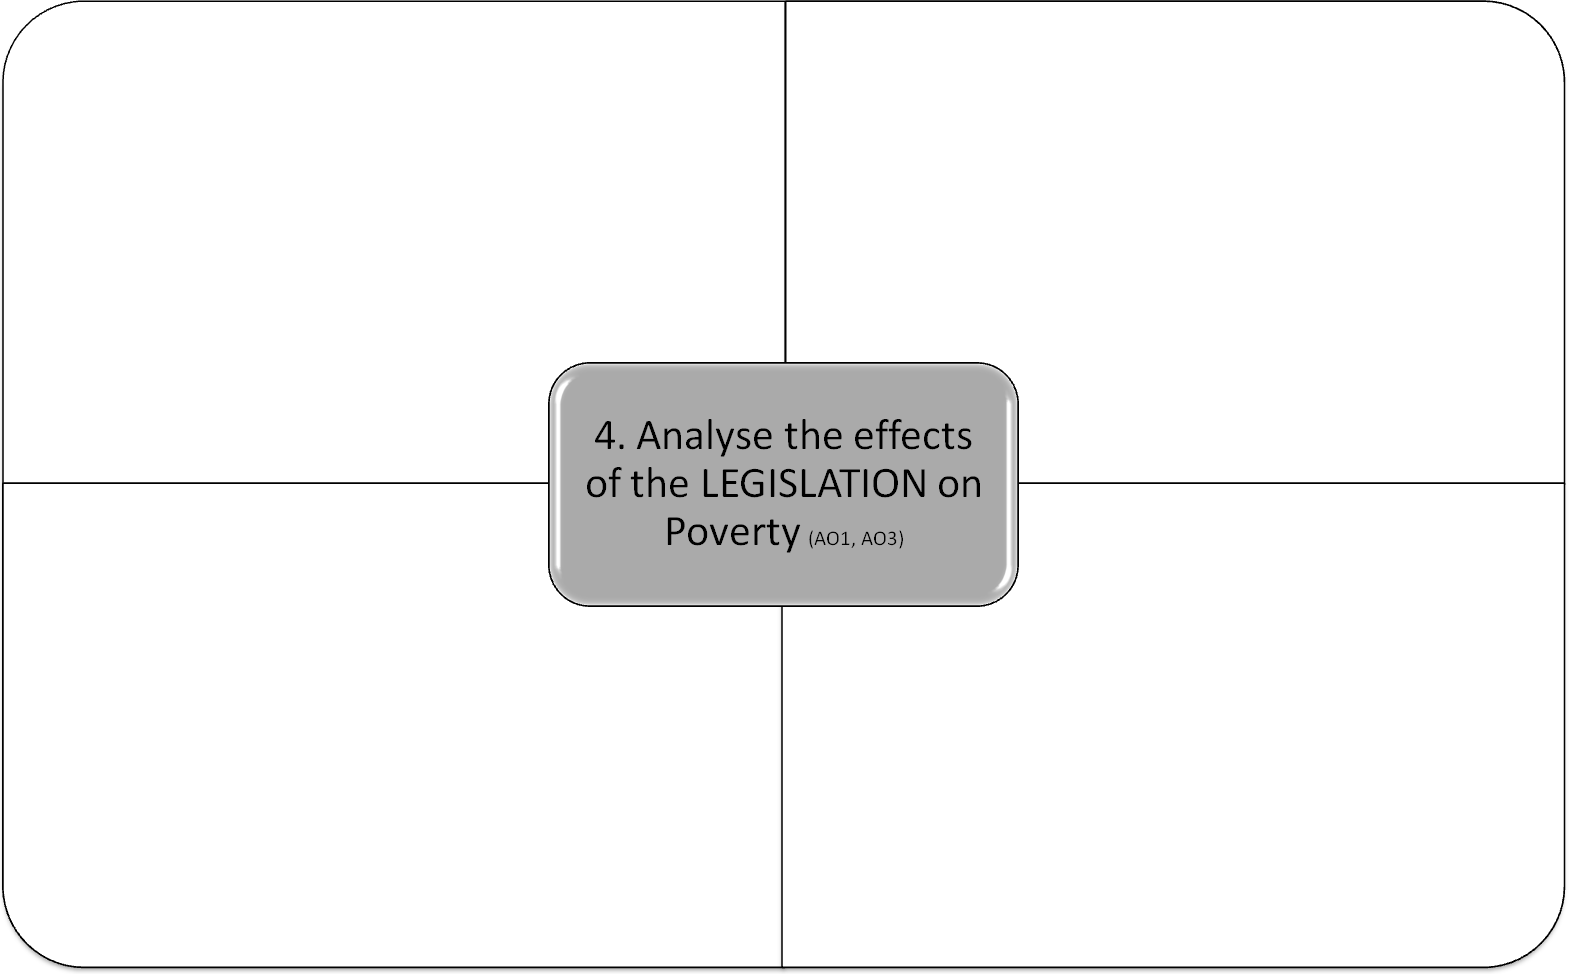 4. Analyse the effects
of the LEGISLATION on
Poverty (AO1, AO3)